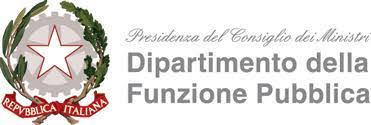 Presidenza del Consiglio dei Ministri
Dipartimento della
Funzione Pubblica
REPVBBLICA ITALIANA